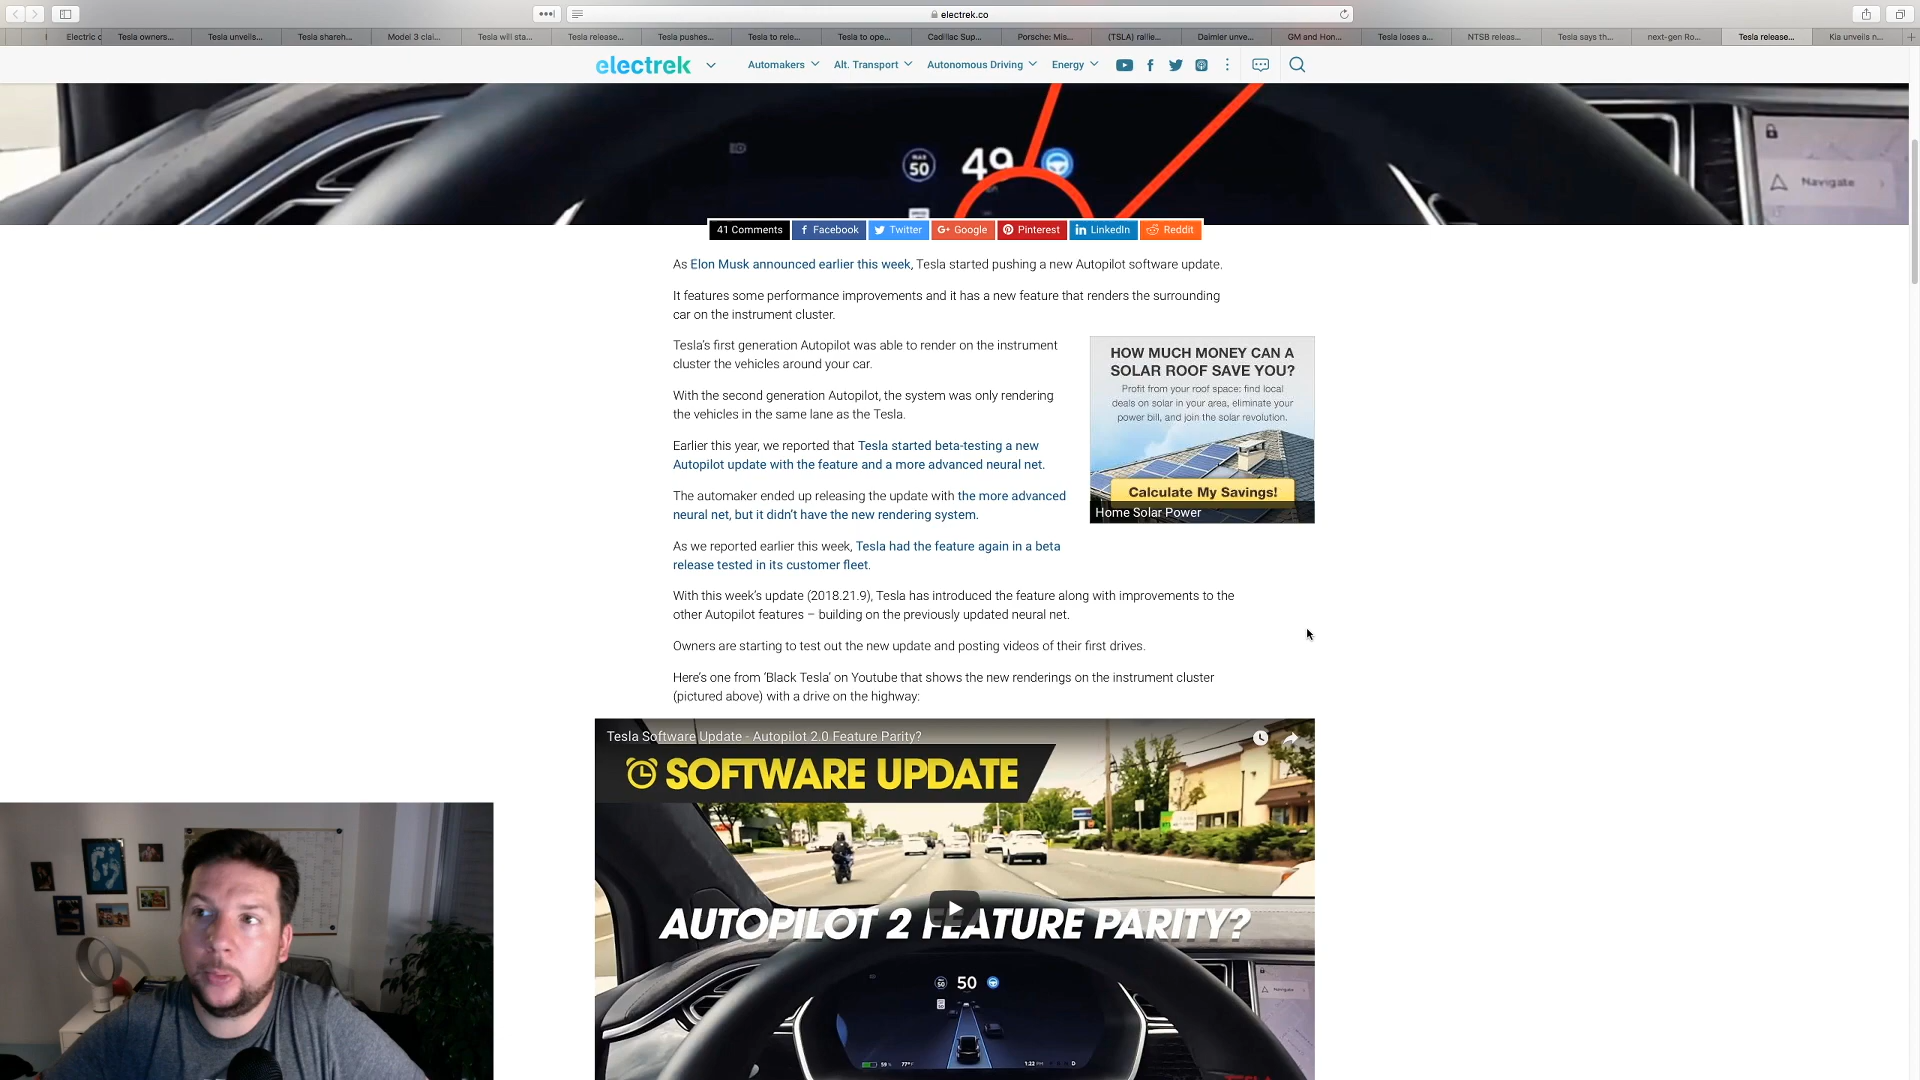 electrek.co
Electric c
Tesla owners...
Tesla unveils...
Tesla shareh...
Model 3 clai...
Tesla will sta...
Tesla release...
Tesla pushes...
Tesla to rele...
Tesla to ope...
Cadillac Sup...
Porsche: Mis...
(TSLA) rallie...
Daimler unve...
GM and Hon...
Tesla loses a...
NTSB releas...
Tesla says th...
next-gen Ro...
Tesla release...
Kia unveils n...
electrek
Automakers
Alt. Transport
Autonomous Driving
Energy
MAX
50
49
Navigate
41 Comments
Facebook
Twitter
G+ Google
Pinterest
in LinkedIn
Reddit
As Elon Musk announced earlier this week, Tesla started pushing a new Autopilot software update.
It features some performance improvements and it has a new feature that renders the surrounding
car on the instrument cluster.
Tesla's first generation Autopilot was able to render on the instrument
cluster the vehicles around your car.
With the second generation Autopilot, the system was only rendering
the vehicles in the same lane as the Tesla.
Earlier this year, we reported that Tesla started beta-testing a new
Autopilot update with the feature and a more advanced neural net.
The automaker ended up releasing the update with the more advanced
neural net, but it didn't have the new rendering system.
As we reported earlier this week, Tesla had the feature again in a beta
release tested in its customer fleet.
HOW MUCH MONEY CAN A
SOLAR ROOF SAVE YOU?
Profit from your roof space: find local
deals on solar in your area, eliminate your
power bill, and join the solar revolution.
Calculate My Savings!
Home Solar Power
With this week's update (2018.21.9), Tesla has introduced the feature along with improvements to the
other Autopilot features – building on the previously updated neural net.
Owners are starting to test out the new update and posting videos of their first drives.
Here's one from 'Black Tesla' on Youtube that shows the new renderings on the instrument cluster
(pictured above) with a drive on the highway:
Tesla Software Update - Autopilot 2.0 Feature Parity?
SOFTWARE UPDATE
AUTOPILOT 2 FEATURE PARITY?
50
Navigate
77°
1:22 PM
D